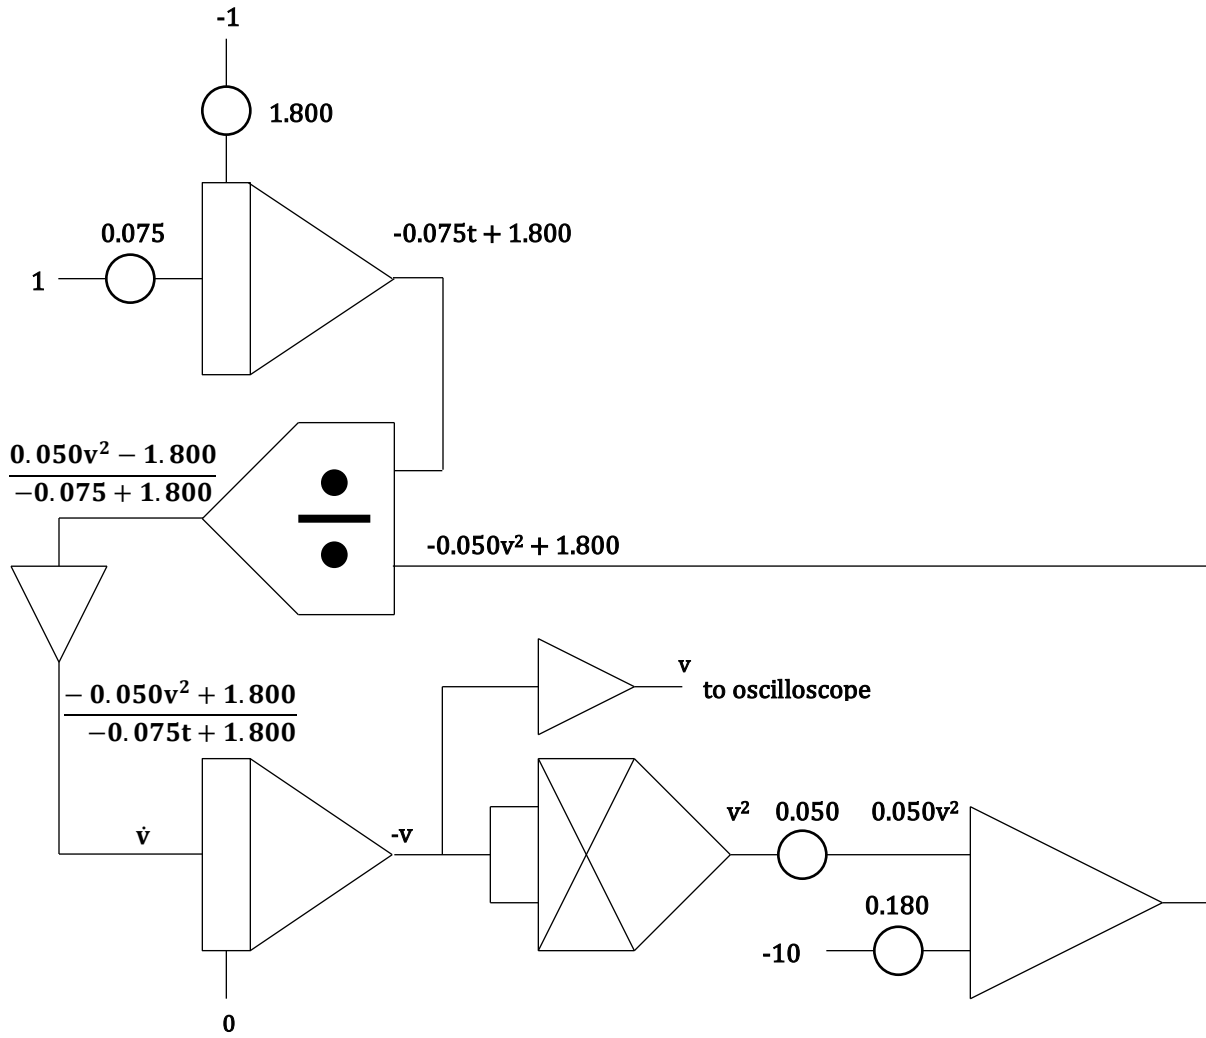 -1
1.800
0.075
-0.075t + 1.800
1
0.050v² − 1.800
−0.075 + 1.800
-0.050v² + 1.800
v
to oscilloscope
− 0.050v² + 1.800
−0.075t + 1.800
v² 0.050 0.050v²
v̇
-v
0.180
-10
0